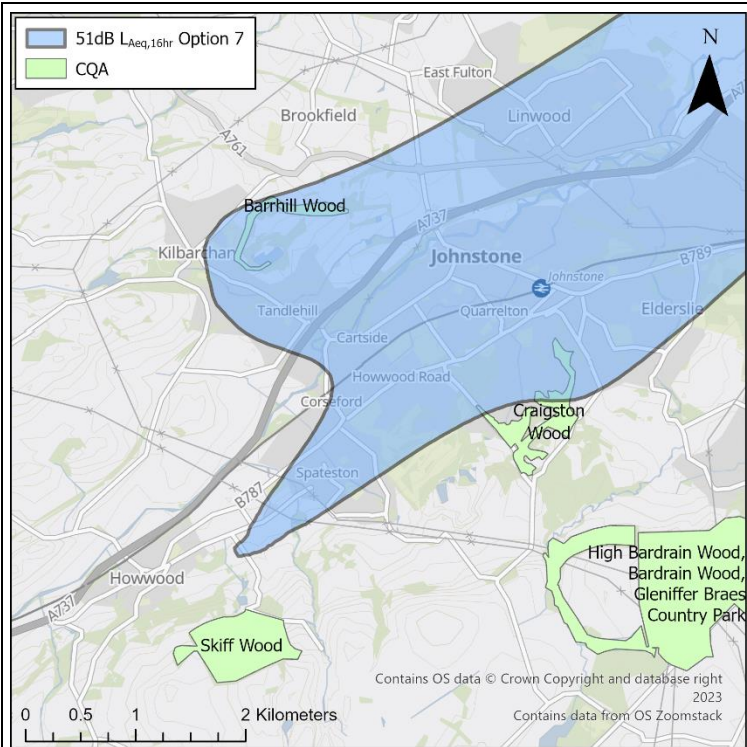 51dB LAeq,16hr Option 7
CQA
N
East Fulton
Brookfield
Linwood
A761
A737
Barrhill Wood
Kilbarchan
Johnstone
Johnstone
B789
Tandlehill
Quarrelton
Elderslie
Cartside
Howwood Road
Corseford
Craigston
Wood
Spateston
B787
Howwood
A737
High Bardrain Wood,
Bardrain Wood,
Gleniffer Braes
Country Park
Skiff Wood
Contains OS data © Crown Copyright and database right
2023
Contains data from OS Zoomstack
0 0.5 1 2 Kilometers